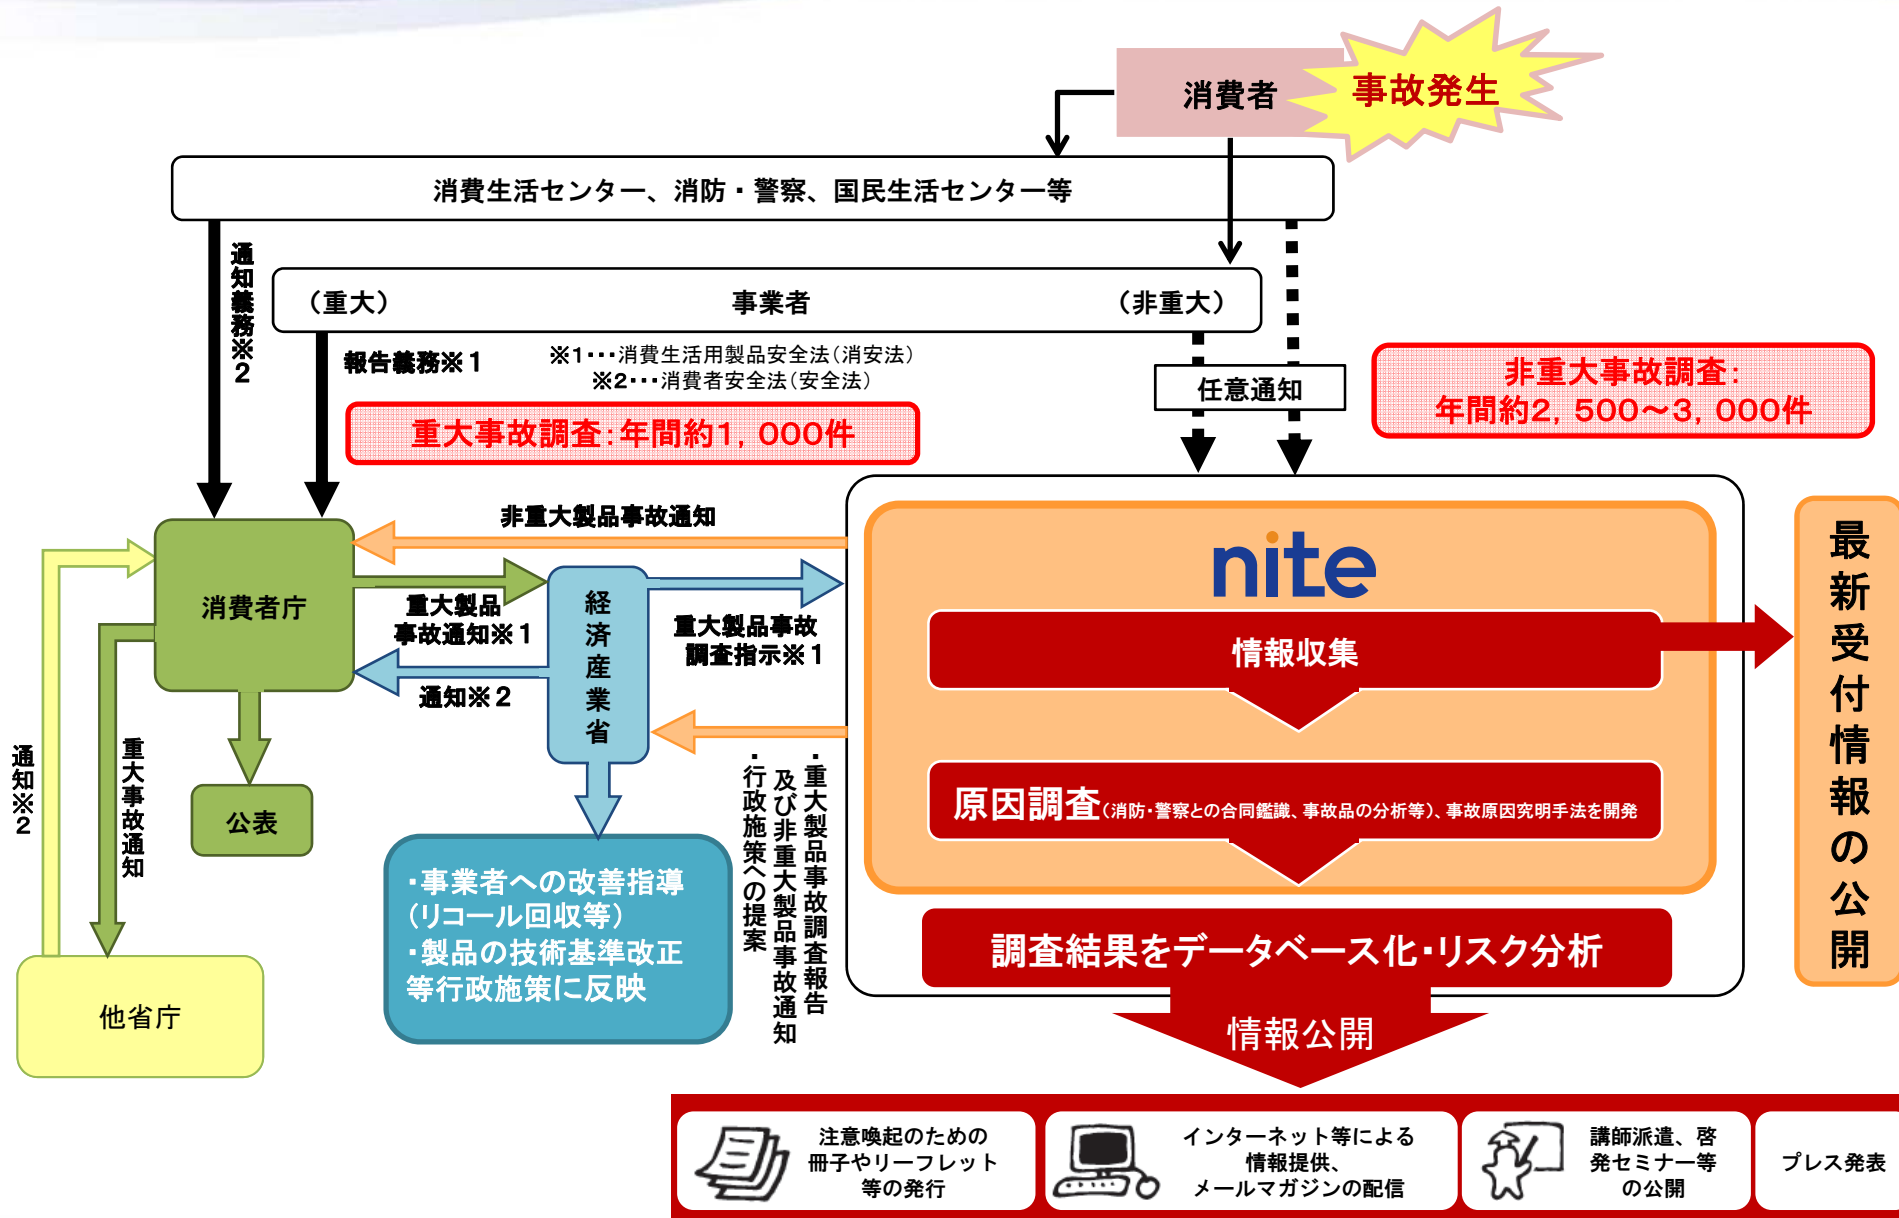 消費者
事故発生
消費生活センター、消防・警察、国民生活センター等
通知義務※2
(重大)
事業者
(非重大)
報告義務※1
※1・・・消費生活用製品安全法(消安法)
※2・・・消費者安全法(安全法)
任意通知
非重大事故調査:
年間約2,500～3,000件
重大事故調査:年間約1,000件
非重大製品事故通知
nite
最新受付情報の公開
消費者庁
重大製品
事故通知※1
経済産業省
重大製品事故
調査指示※1
情報収集
通知※2
通知※2
重大事故通知
公表
・重大製品事故調査報告
及び非重大製品事故通知
・行政施策への提案
原因調査(消防・警察との合同鑑識、事故品の分析等)、事故原因究明手法を開発
・事業者への改善指導
(リコール回収等)
・製品の技術基準改正
等行政施策に反映
調査結果をデータベース化・リスク分析
他省庁
情報公開
注意喚起のための
冊子やリーフレット
等の発行
インターネット等による
情報提供、
メールマガジンの配信
講師派遣、啓
発セミナー等
の公開
プレス発表